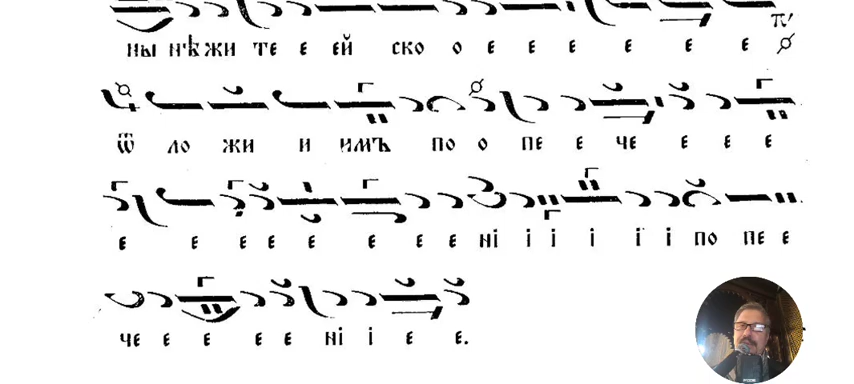 ны нѣжи те е ей ско о е е е е е е е
ѿ ло жи и имъ по о пе е че е е е
е е е е е е е е ні і і і і і по пе е
че е е е е е ні і е е.